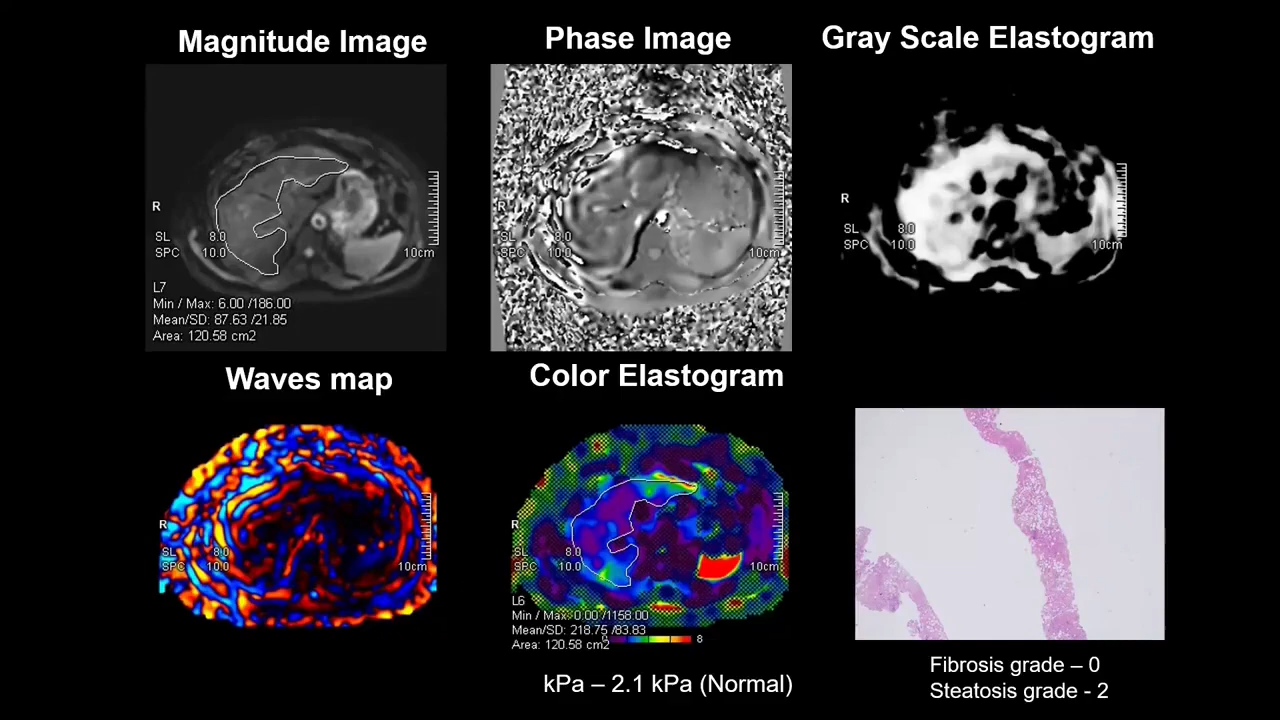 Magnitude Image
Phase Image
Gray Scale Elastogram
R
SL 8.0
SPC 10.0
10cm
L7
Min / Max: 6.00 /186.00
Mean/SD: 87.63 /21.85
Area: 120.58 cm2
R
SL 8.0
SPC 10.0
10cm
R
SL 8.0
SPC 10.0
10cm
Waves map
Color Elastogram
R
SL 8.0
SPC 10.0
10cm
R
SL 8.0
SPC 10.0
10cm
L6
Min / Max: 0.00 /1158.00
Mean/SD: 218.75 /83.83
Area: 120.58 cm2
8
kPa – 2.1 kPa (Normal)
Fibrosis grade – 0
Steatosis grade - 2